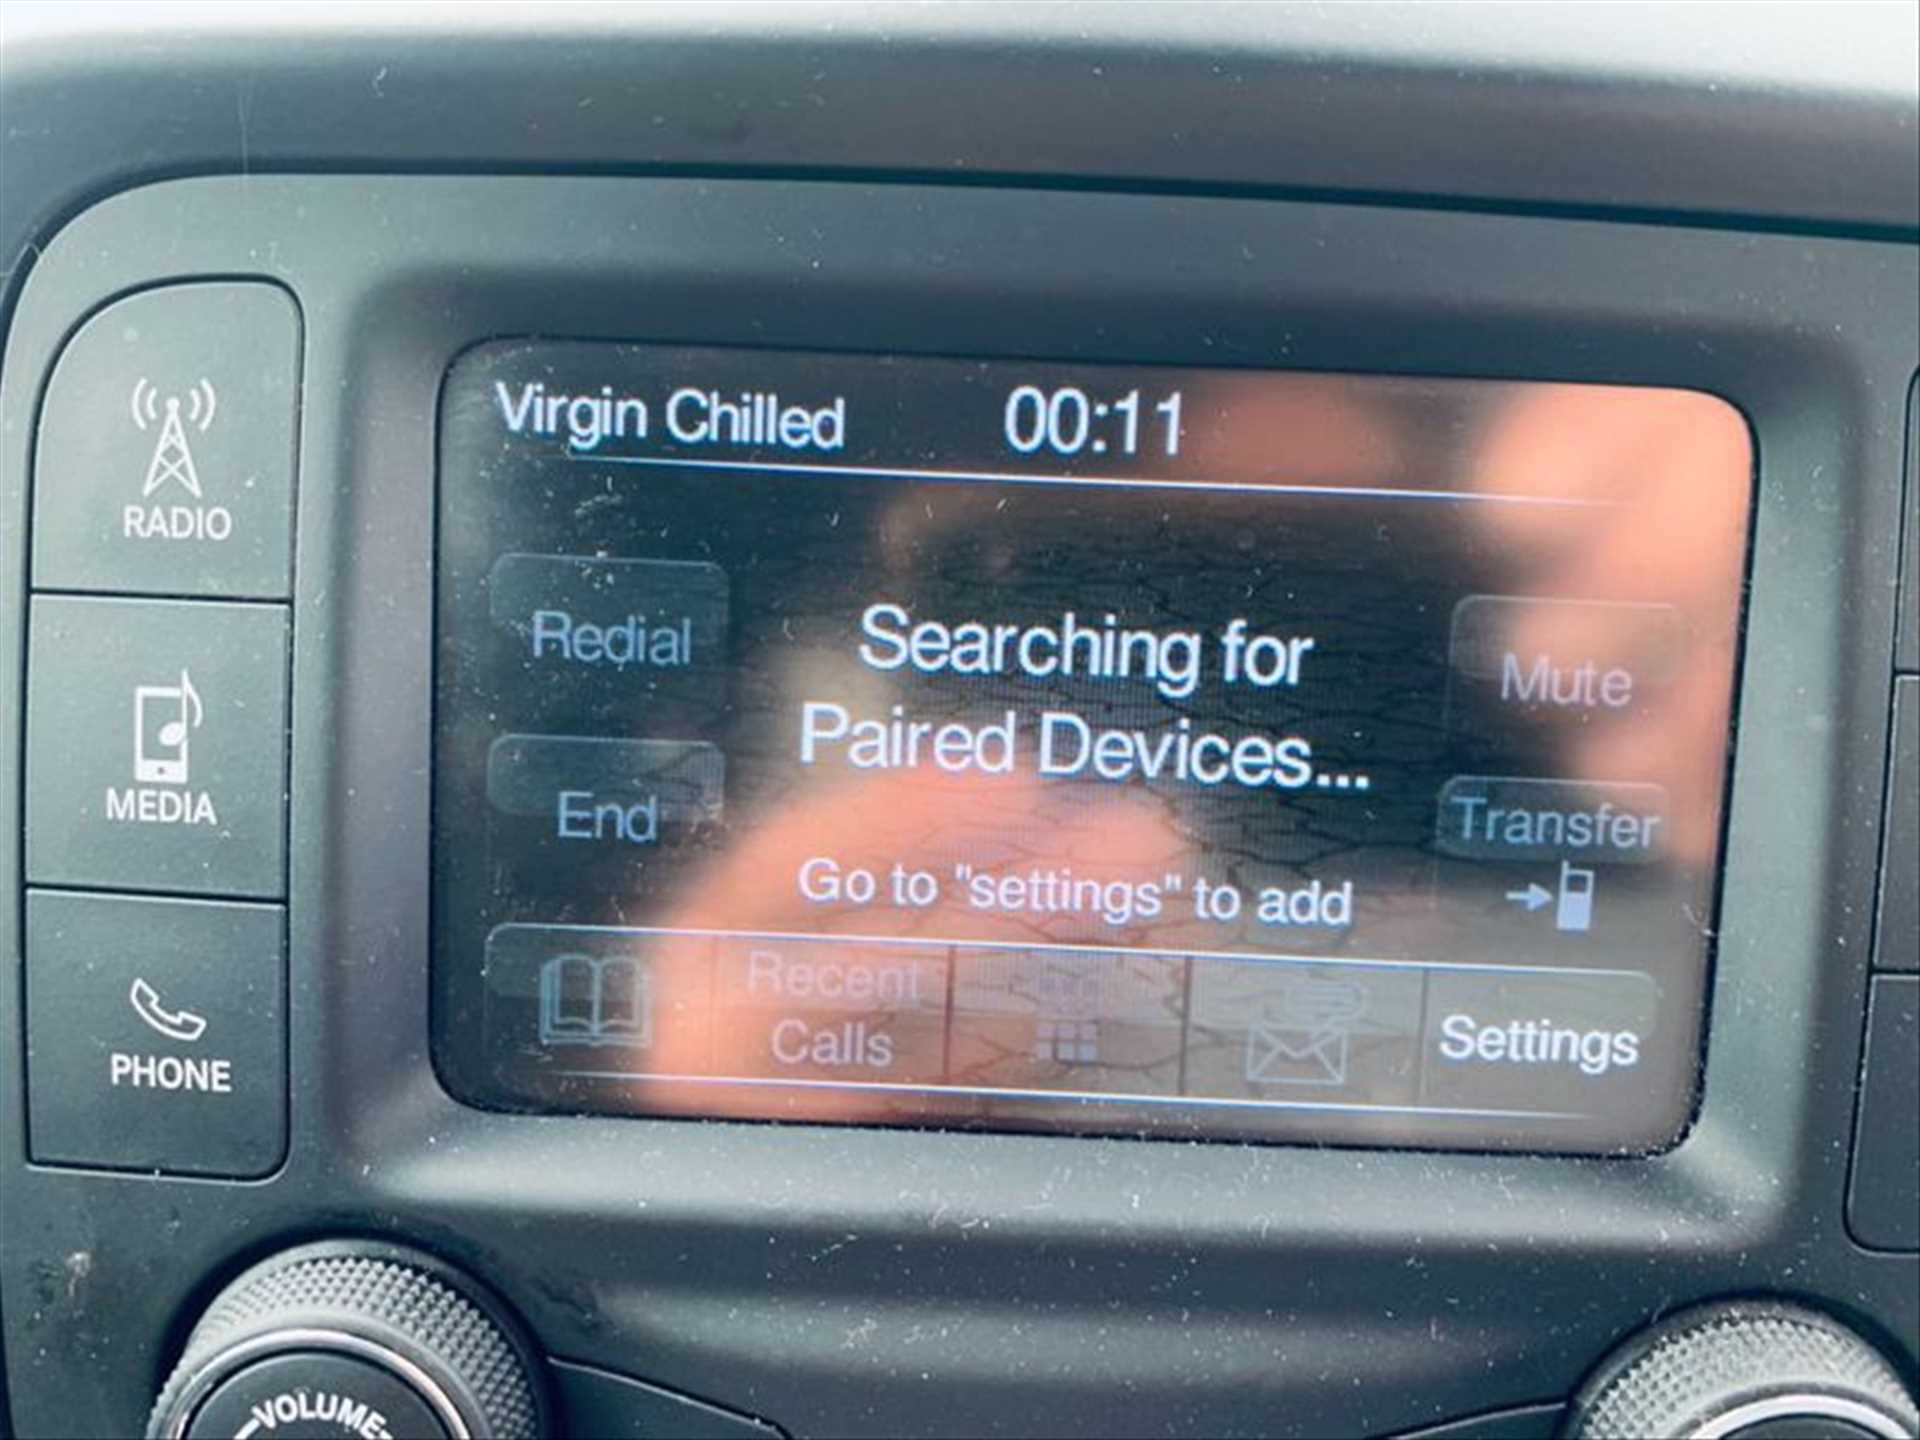 Virgin Chilled 00:11
RADIO
Redial
Searching for
Mute
Paired Devices...
MEDIA
End
Transfer
Go to "settings" to add
Recent
Calls
Settings
PHONE
VOLUME